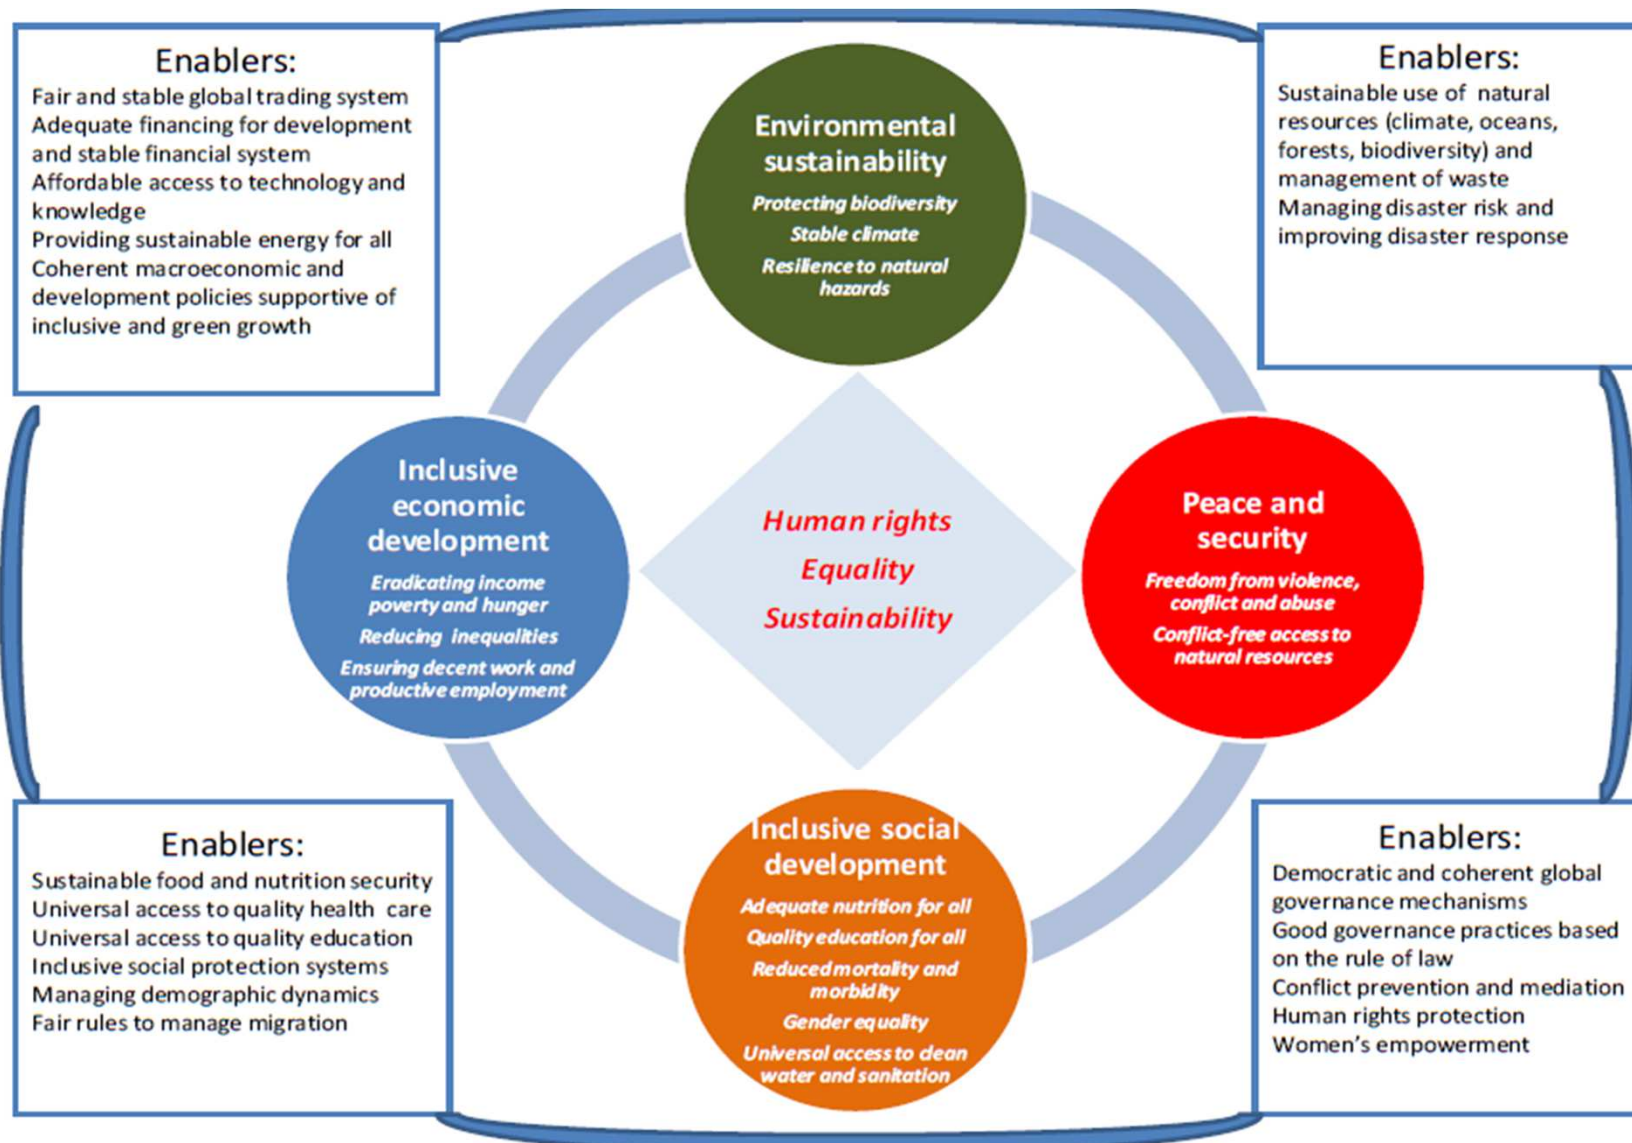 Enablers:
Fair and stable global trading system
Adequate financing for development
and stable financial system
Affordable access to technology and
knowledge
Providing sustainable energy for all
Coherent macroeconomic and
development policies supportive of
inclusive and green growth
Environmental
sustainability
Protecting biodiversity
Stable climate
Resilience to natural
hazards
Enablers:
Sustainable use of natural
resources (climate, oceans,
forests, biodiversity) and
management of waste
Managing disaster risk and
improving disaster response
Inclusive
economic
development
Eradicating income
poverty and hunger
Reducing inequalities
Ensuring decent work and
productive employment
Human rights
Equality
Sustainability
Peace and
security
Freedom from violence,
conflict and abuse
Conflict-free access to
natural resources
Enablers:
Sustainable food and nutrition security
Universal access to quality health care
Universal access to quality education
Inclusive social protection systems
Managing demographic dynamics
Fair rules to manage migration
Inclusive social
development
Adequate nutrition for all
Quality education for all
Reduced mortality and
morbidity
Gender equality
Universal access to clean
water and sanitation
Enablers:
Democratic and coherent global
governance mechanisms
Good governance practices based
on the rule of law
Conflict prevention and mediation
Human rights protection
Women’s empowerment